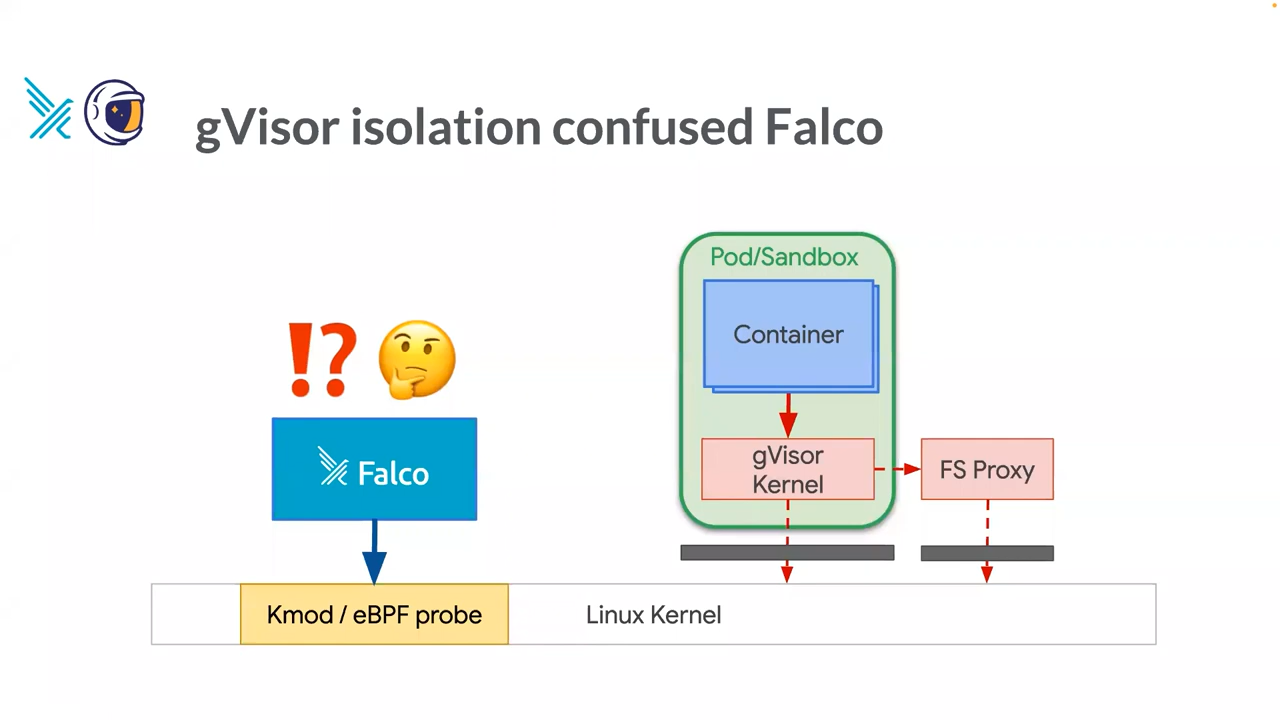 gVisor isolation confused Falco
Pod/Sandbox
Container
⁉️ 🤔
Falco
gVisor
Kernel
FS Proxy
Kmod / eBPF probe
Linux Kernel